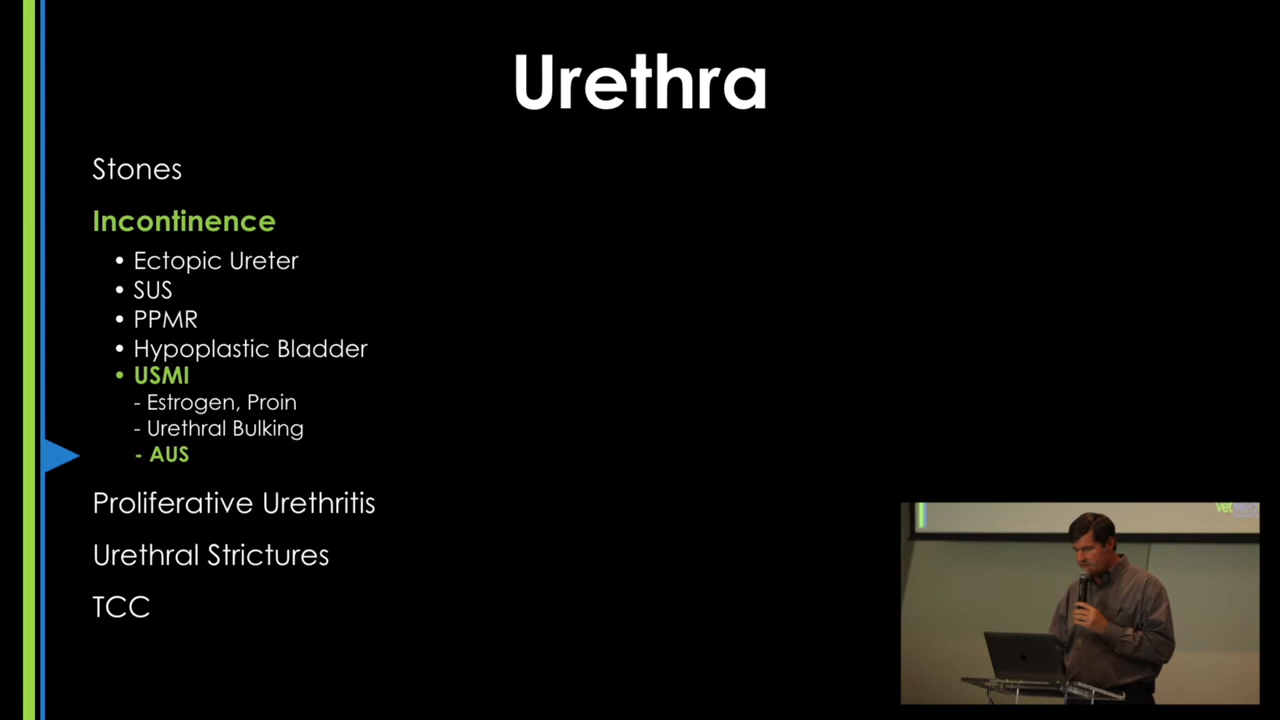 Urethra
Stones
Incontinence
• Ectopic Ureter
• SUS
• PPMR
• Hypoplastic Bladder
• USMI
- Estrogen, Proin
- Urethral Bulking
- AUS
Proliferative Urethritis
Urethral Strictures
TCC